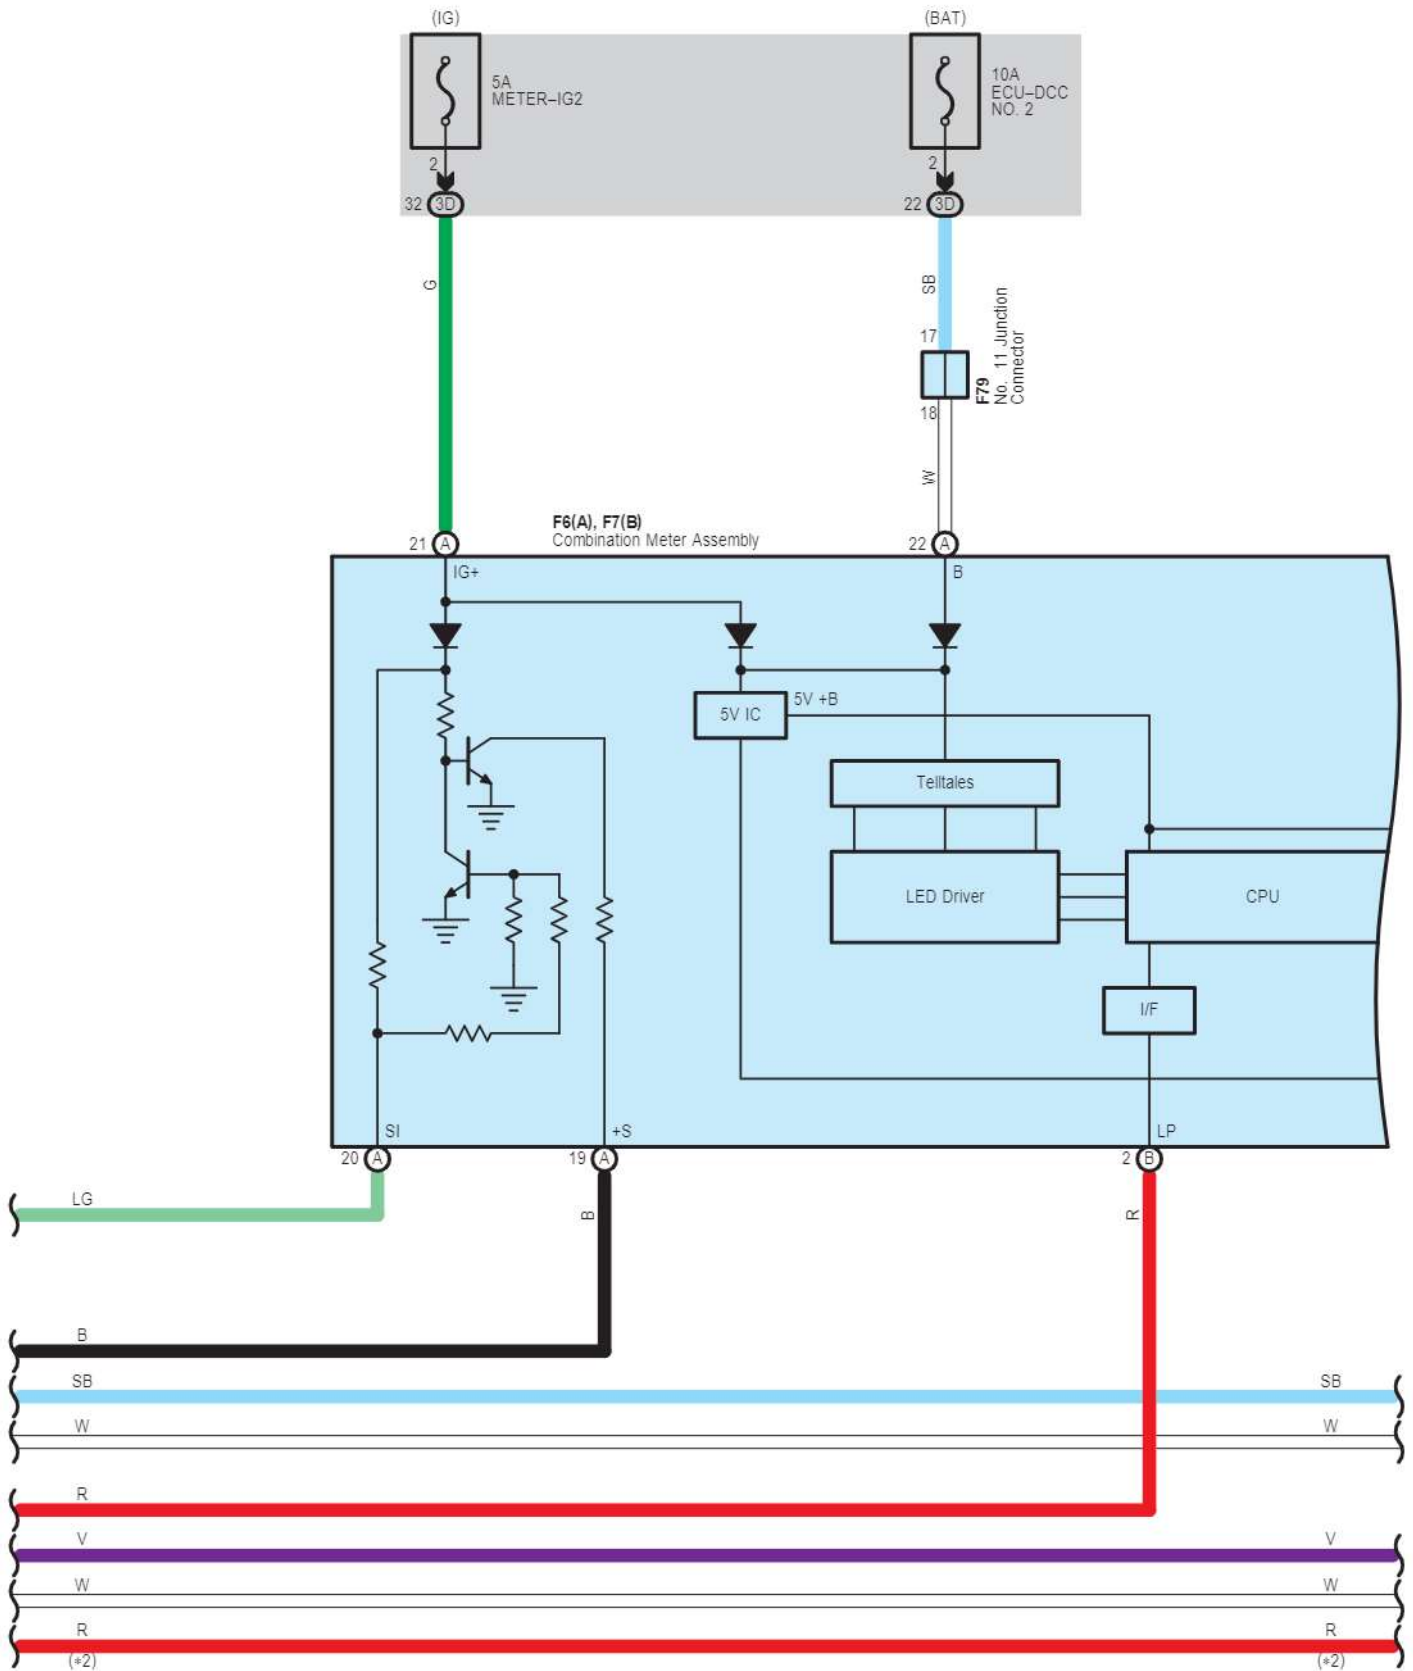 (IG)
(BAT)
5A
METER–IG2
10A
ECU–DCC
NO. 2
2
2
32
3D
22
3D
G
SB
17
F79
No. 11 Junction
Connector
18
W
F6(A), F7(B)
Combination Meter Assembly
21
A
22
A
IG+
B
5V IC
5V +B
Telltales
LED Driver
CPU
I/F
SI
+S
LP
20
A
19
A
2
B
LG
B
R
B
SB
SB
W
W
R
V
V
W
W
R
R
(*2)
(*2)